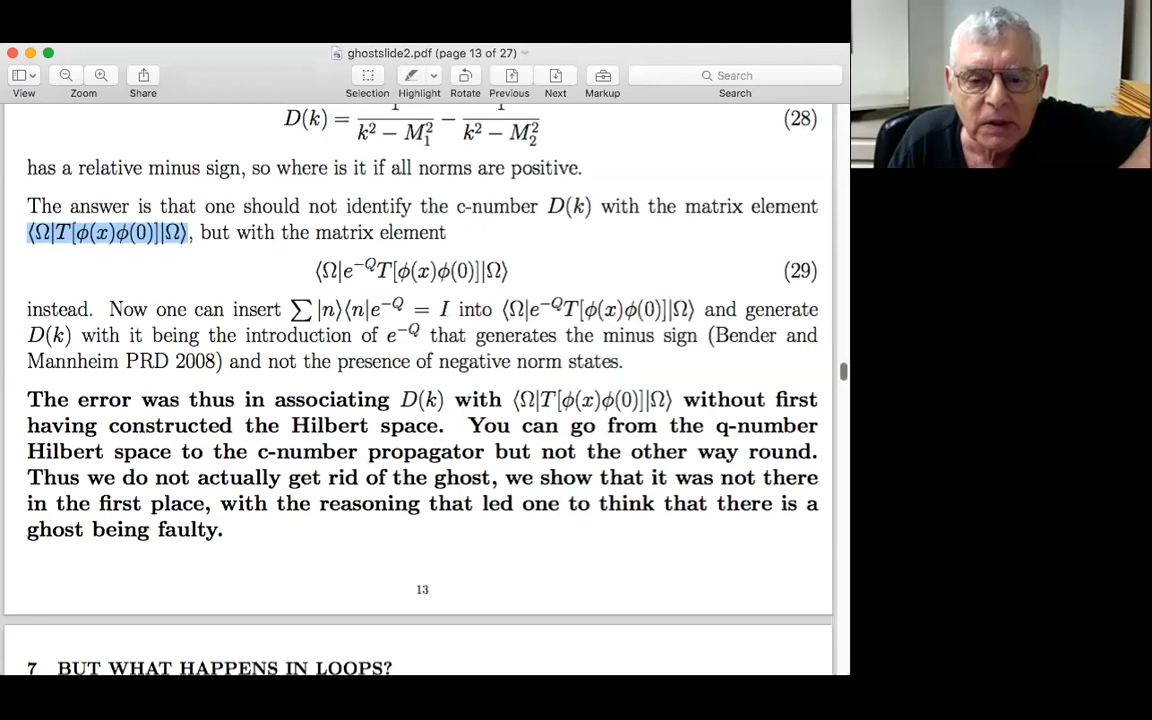 ghostslide2.pdf (page 13 of 27)
View Zoom Share Selection Highlight Rotate Previous Next Markup Search
Search
D(k) = 1/(k² − M₁²) − 1/(k² − M₂²) (28)
has a relative minus sign, so where is it if all norms are positive.
The answer is that one should not identify the c-number D(k) with the matrix element
⟨Ω|T[ϕ(x)ϕ(0)]|Ω⟩, but with the matrix element
⟨Ω|e^{−Q}T[ϕ(x)ϕ(0)]|Ω⟩ (29)
instead. Now one can insert ∑|n⟩⟨n|e^{−Q} = I into ⟨Ω|e^{−Q}T[ϕ(x)ϕ(0)]|Ω⟩ and generate
D(k) with it being the introduction of e^{−Q} that generates the minus sign (Bender and
Mannheim PRD 2008) and not the presence of negative norm states.
The error was thus in associating D(k) with ⟨Ω|T[ϕ(x)ϕ(0)]|Ω⟩ without first
having constructed the Hilbert space. You can go from the q-number
Hilbert space to the c-number propagator but not the other way round.
Thus we do not actually get rid of the ghost, we show that it was not there
in the first place, with the reasoning that led one to think that there is a
ghost being faulty.
13
7 BUT WHAT HAPPENS IN LOOPS?